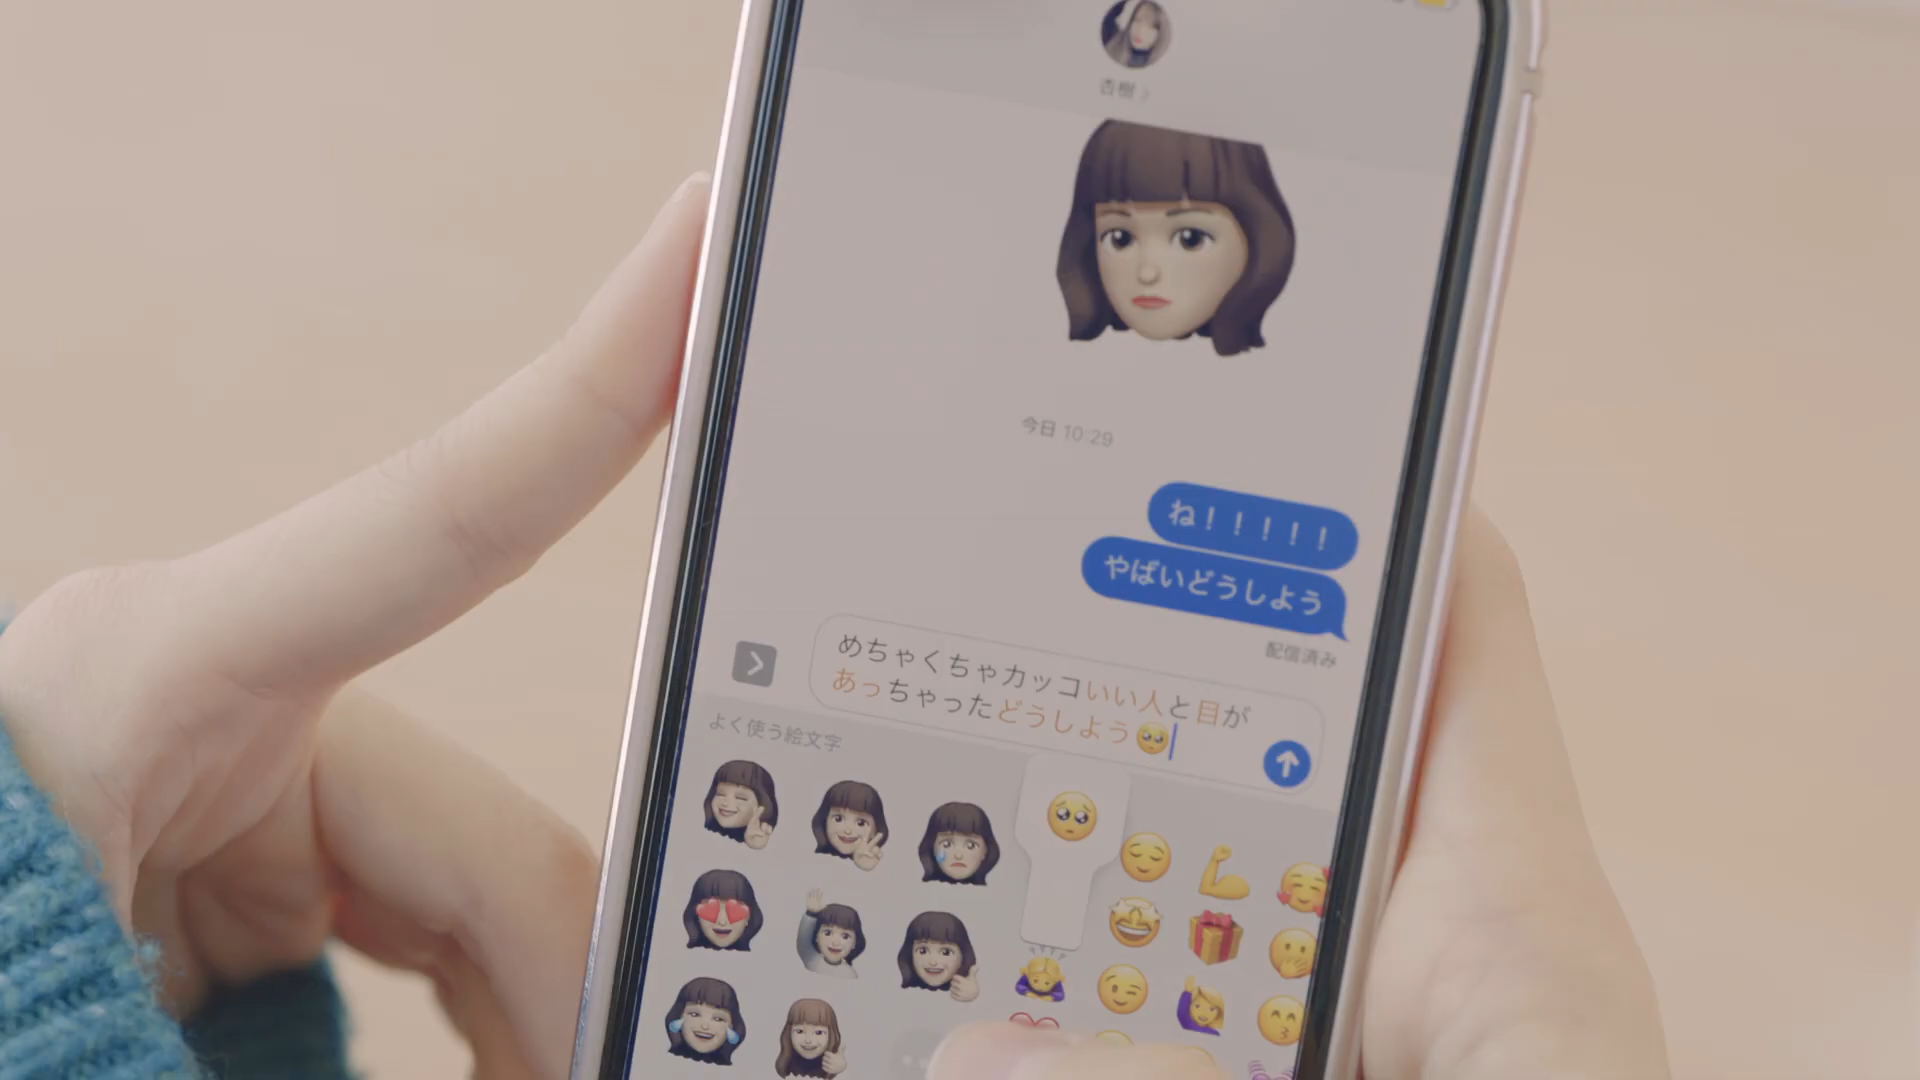 杏樹
今日 10:29
ね！！！！！
やばいどうしよう
配信済み
めちゃくちゃカッコいい人と目が
あっちゃったどうしよう🥺
よく使う絵文字